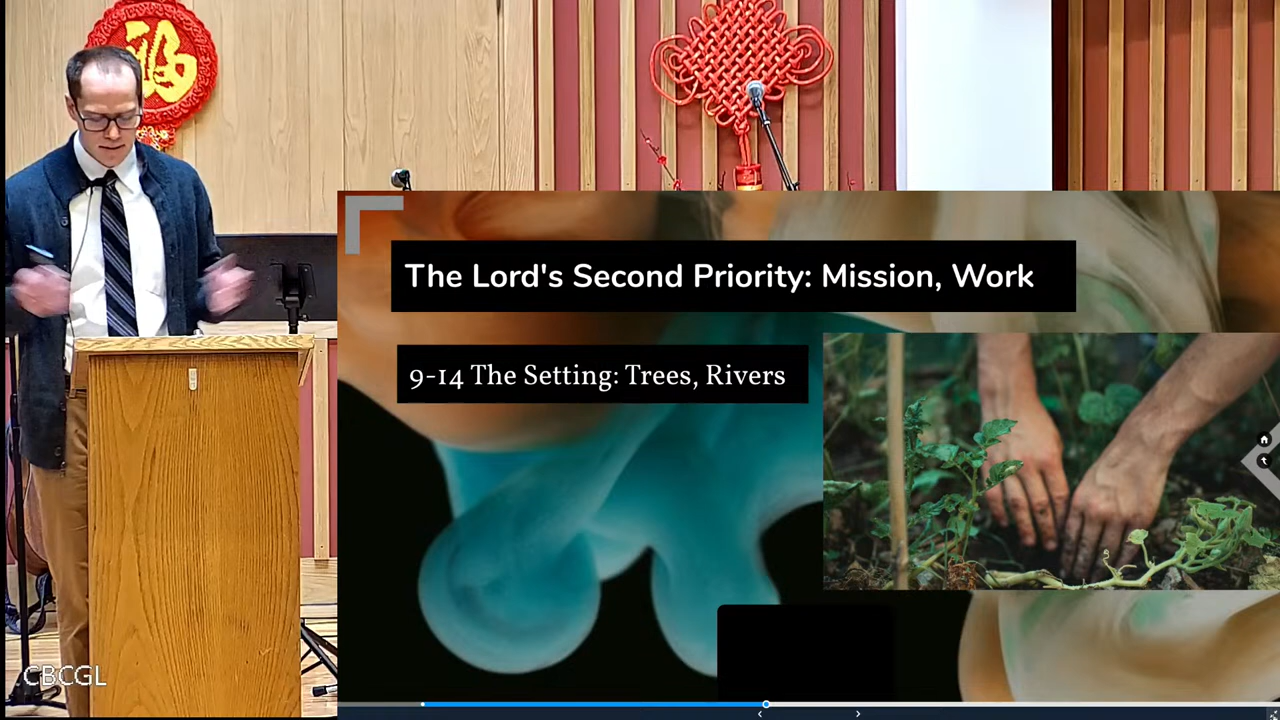 福
The Lord's Second Priority: Mission, Work
9-14 The Setting: Trees, Rivers
CBCGL